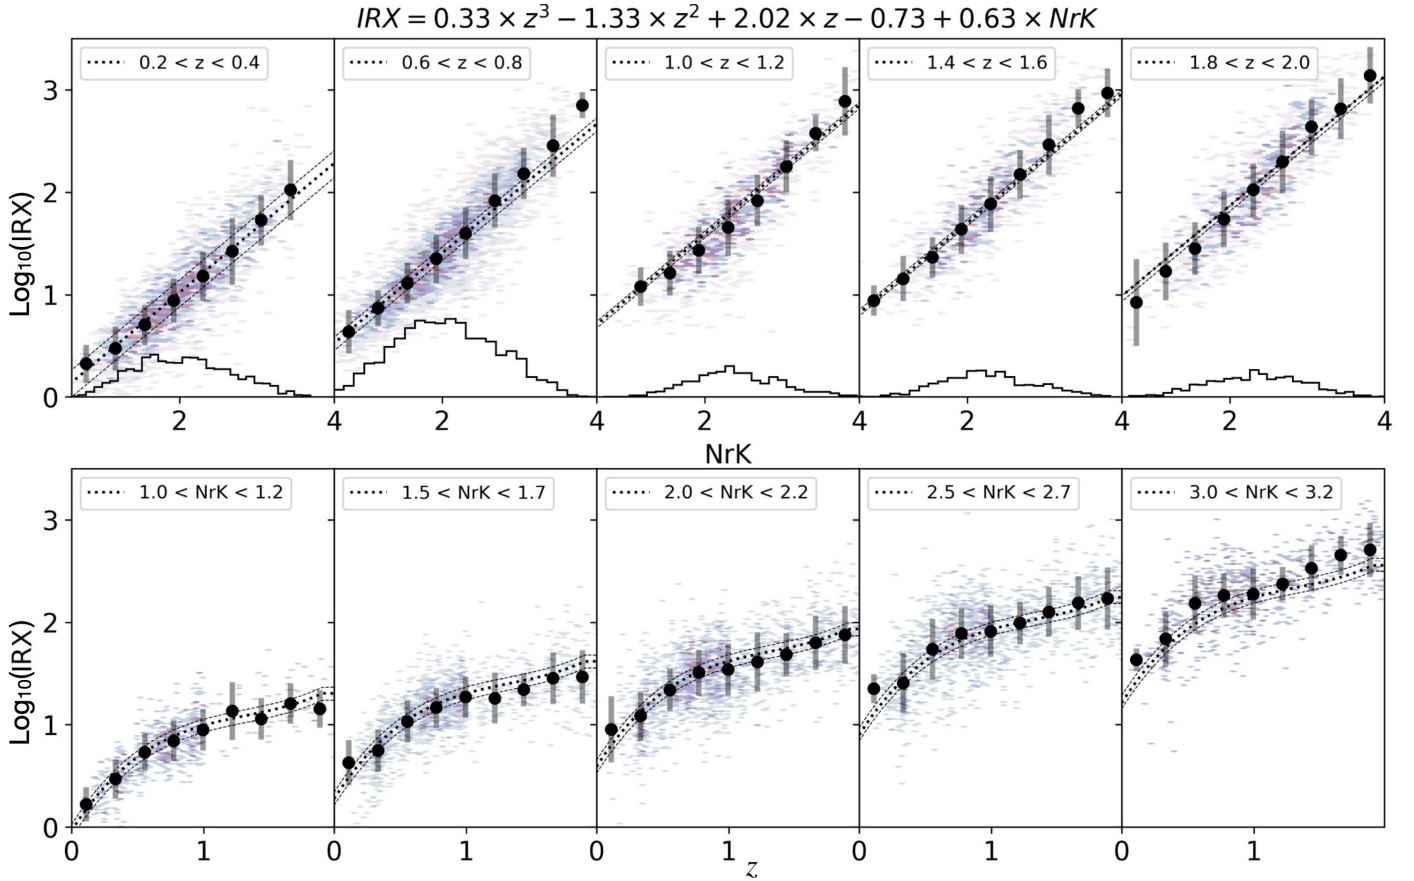 IRX = 0.33 × z³ − 1.33 × z² + 2.02 × z − 0.73 + 0.63 × NrK
0.2 < z < 0.4
0.6 < z < 0.8
1.0 < z < 1.2
1.4 < z < 1.6
1.8 < z < 2.0
3
2
1
0
Log₁₀(IRX)
2 4 2 4 2 4 2 4 2 4
NrK
1.0 < NrK < 1.2
1.5 < NrK < 1.7
2.0 < NrK < 2.2
2.5 < NrK < 2.7
3.0 < NrK < 3.2
3
2
1
0
Log₁₀(IRX)
0 1 0 1 0 1 0 1 0 1
z